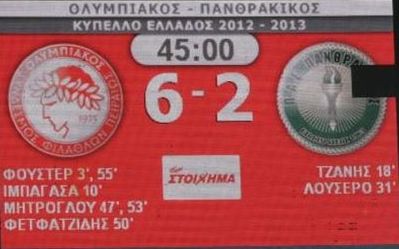 ΟΛΥΜΠΙΑΚΟΣ - ΠΑΝΘΡΑΚΙΚΟΣ
ΚΥΠΕΛΛΟ ΕΛΛΑΔΟΣ 2012 - 2013
45:00
6-2
1925
ΣΤΟΙΧΗΜΑ
ΦΟΥΣΤΕΡ 3', 55'
ΙΜΠΑΓΑΣΑ 10'
ΜΗΤΡΟΓΛΟΥ 47', 53'
ΦΕΤΦΑΤΖΙΔΗΣ 50'
ΤΖΑΝΗΣ 18'
ΛΟΥΣΕΡΟ 31'